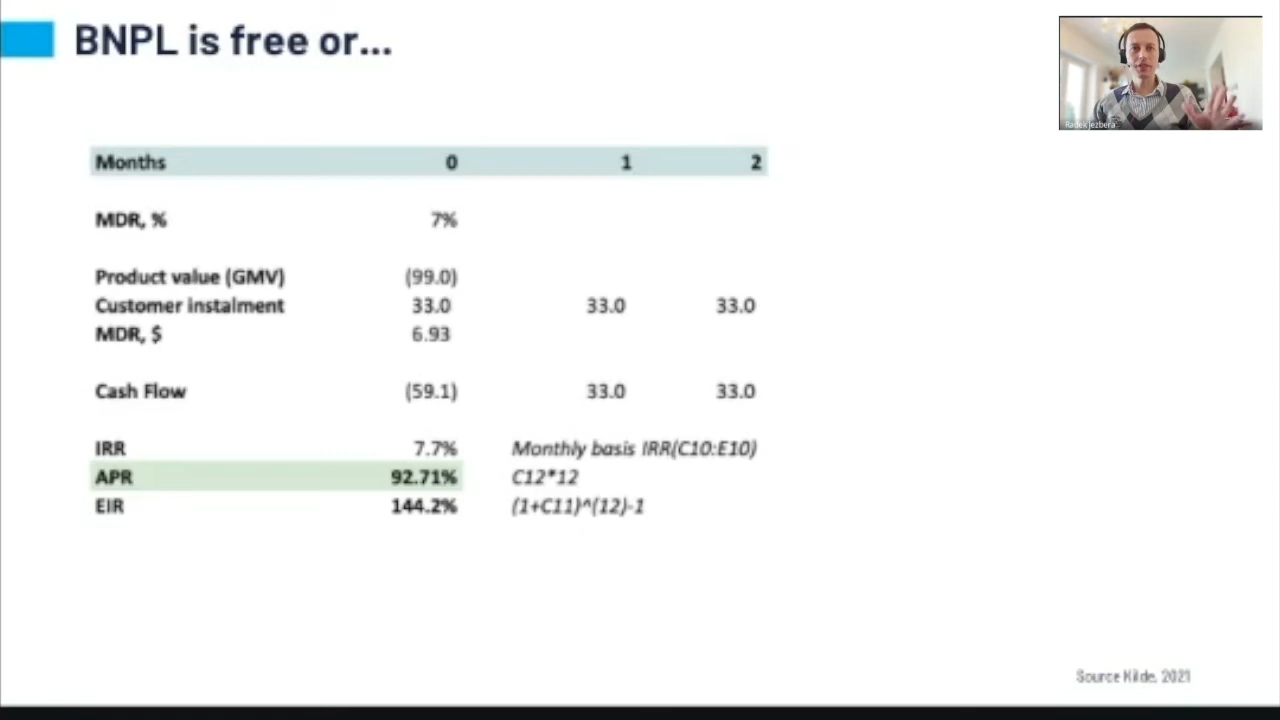 BNPL is free or...
Radek Jezbera
Months 0 1 2
MDR, % 7%
Product value (GMV) (99.0)
Customer instalment 33.0 33.0 33.0
MDR, $ 6.93
Cash Flow (59.1) 33.0 33.0
IRR 7.7% Monthly basis IRR(C10:E10)
APR 92.71% C12*12
EIR 144.2% (1+C11)^(12)-1
Source Kilde, 2021